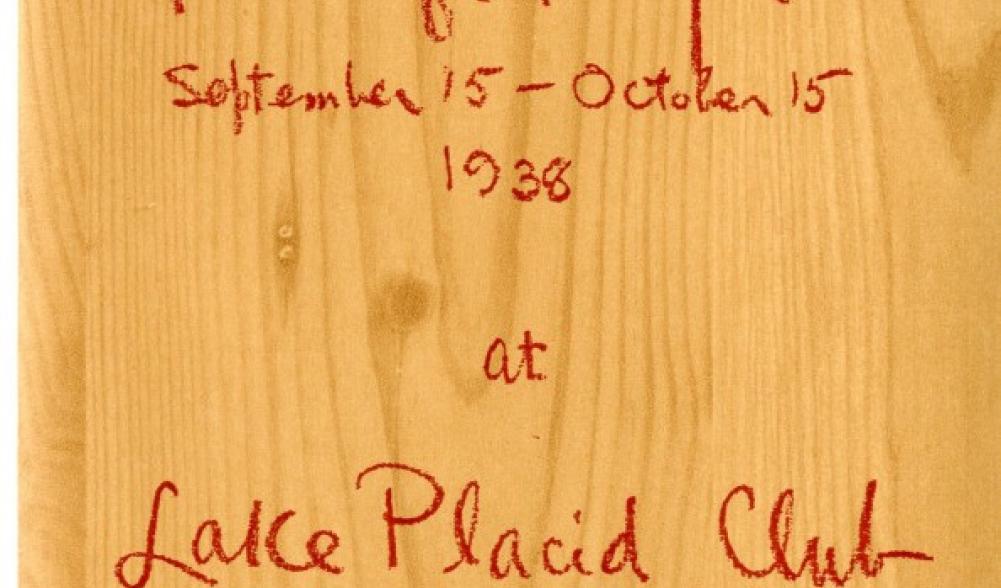 September 15 - October 15
1938
at
Lake Placid Club